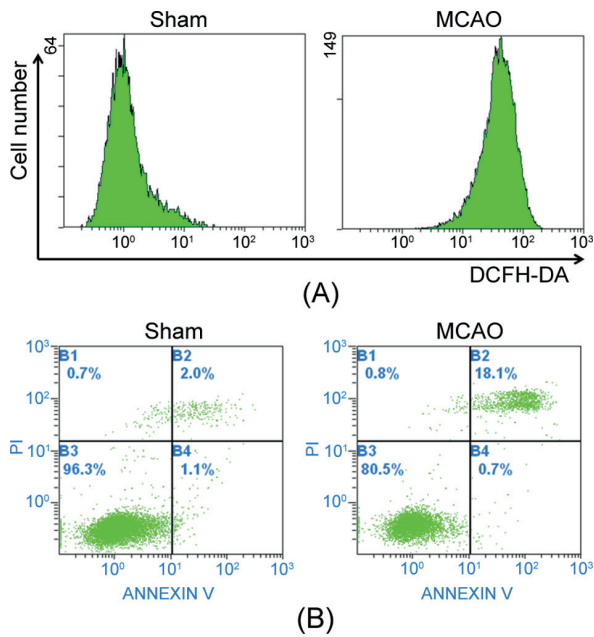 Sham
MCAO
Cell number
64
149
10⁰ 10¹ 10² 10³
10⁰ 10¹ 10² 10³
DCFH-DA
(A)
Sham
MCAO
PI
10³
10²
10¹
10⁰
B1
0.7%
B2
2.0%
B3
96.3%
B4
1.1%
10⁰ 10¹ 10² 10³
ANNEXIN V
PI
10³
10²
10¹
10⁰
B1
0.8%
B2
18.1%
B3
80.5%
B4
0.7%
10⁰ 10¹ 10² 10³
ANNEXIN V
(B)